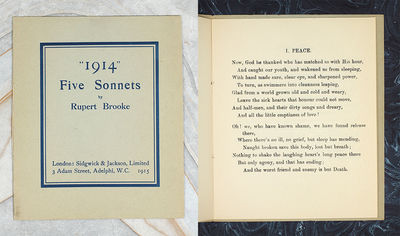 "1914"
Five Sonnets
by
Rupert Brooke
London: Sidgwick & Jackson, Limited
3 Adam Street, Adelphi, W.C. 1915
I. PEACE
Now, God be thanked who has matched us with His hour,
And caught our youth, and wakened us from sleeping,
With hand made sure, clear eye, and sharpened power,
To turn, as swimmers into cleanness leaping,
Glad from a world grown old and cold and weary,
Leave the sick hearts that honour could not move,
And half-men, and their dirty songs and dreary,
And all the little emptiness of love!
Oh! we, who have known shame, we have found release
there,
Where there's no ill, no grief, but sleep has mending,
Naught broken save this body, lost but breath;
Nothing to shake the laughing heart's long peace there
But only agony, and that has ending;
And the worst friend and enemy is but Death.